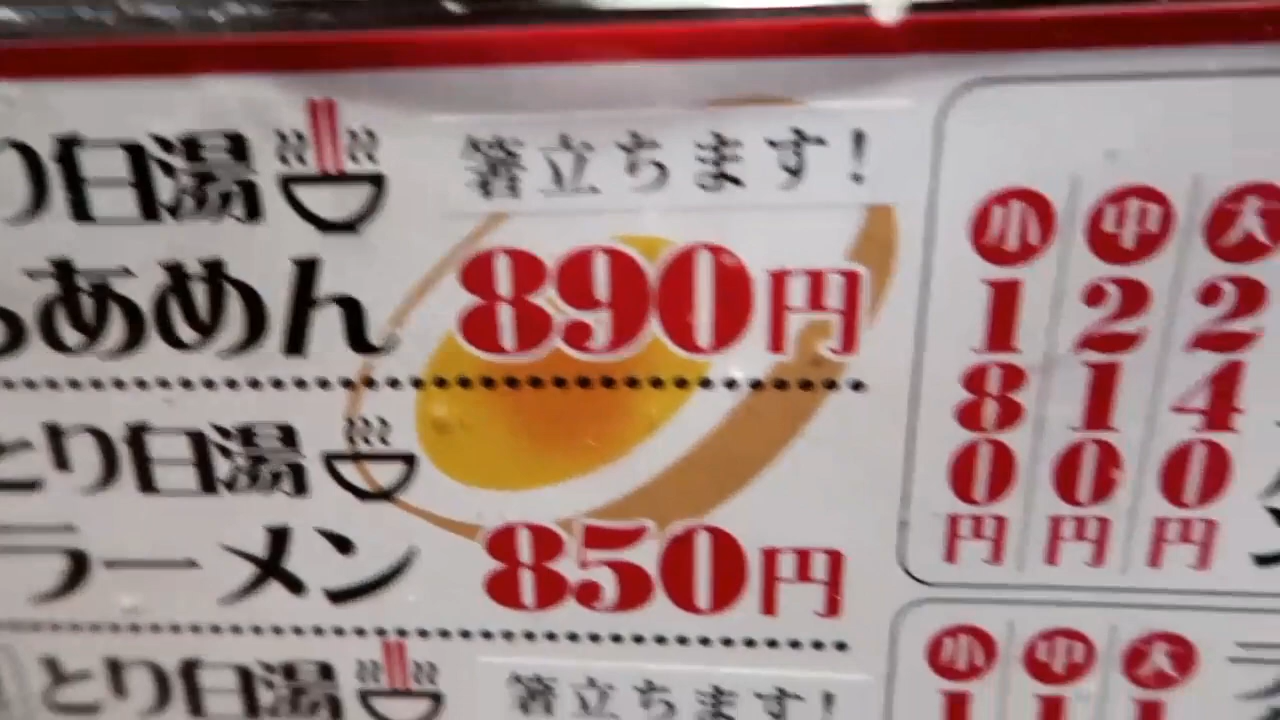 り白湯
箸立ちます!
らあめん 890円
とり白湯
ラーメン 850円
とり白湯
箸立ちます!
小 中 大
180円 210円 240円
小 中 大